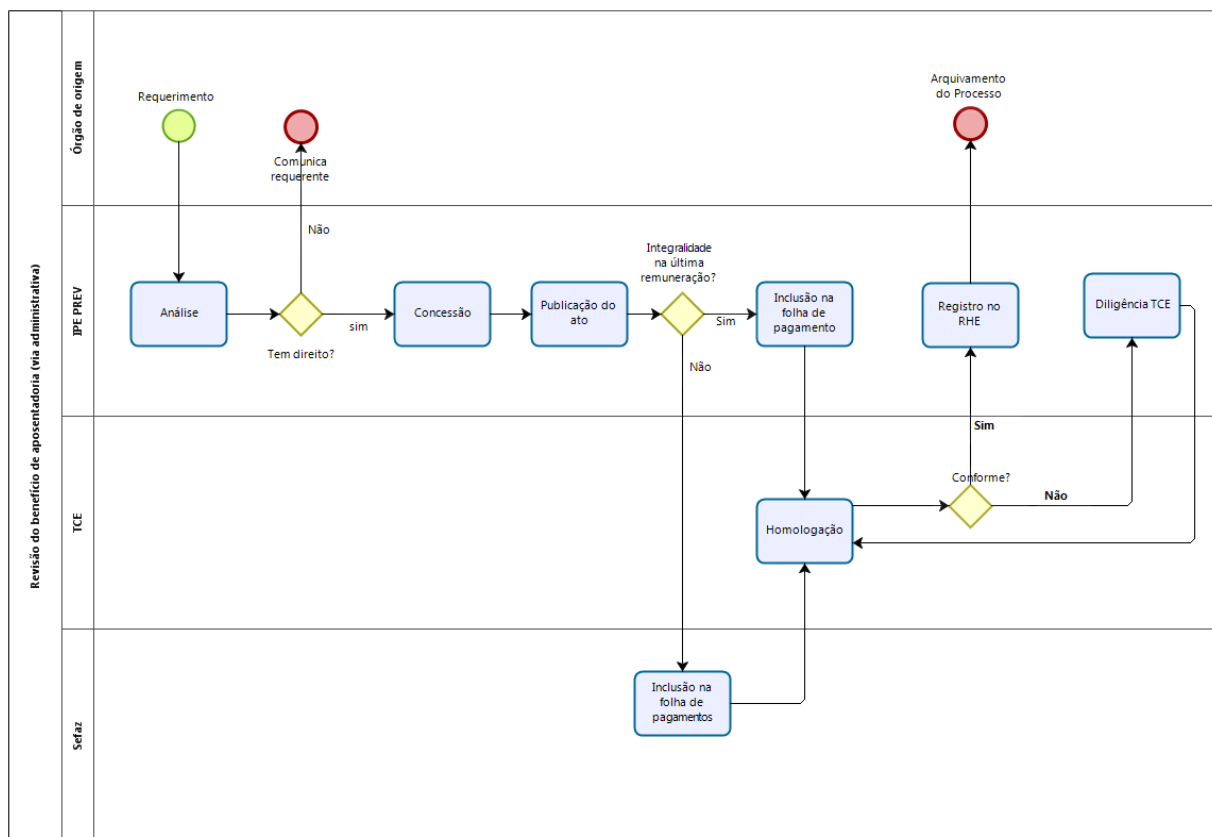 Revisão do benefício de aposentadoria (via administrativa)
Órgão de origem
Requerimento
Comunica
requerente
Arquivamento
do Processo
IPE PREV
Análise
Não
Tem direito?
sim
Concessão
Publicação do
ato
Integralidade
na última
remuneração?
Sim
Não
Inclusão na
folha de
pagamento
Registro no
RHE
Diligência TCE
TCE
Homologação
Sim
Conforme?
Não
Sefaz
Inclusão na
folha de
pagamentos